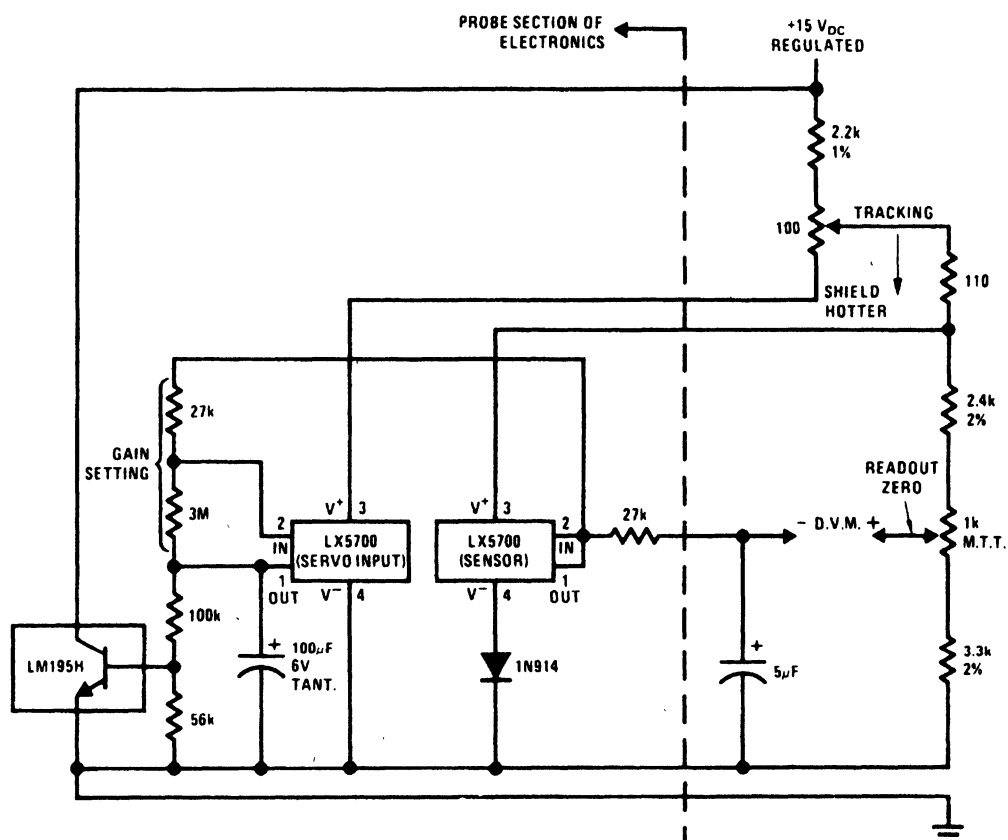 PROBE SECTION OF
ELECTRONICS
+15 VDC
REGULATED
2.2k
1%
100
TRACKING
SHIELD
HOTTER
110
27k
GAIN
SETTING
3M
2.4k
2%
READOUT
ZERO
V+ 3
2
IN
LX5700
(SERVO INPUT)
1
OUT
V− 4
V+ 3
LX5700
(SENSOR)
2
IN
1
OUT
V− 4
27k
− D.V.M. +
1k
M.T.T.
100k
LM195H
+
100μF
6V
TANT.
1N914
+
5μF
3.3k
2%
56k